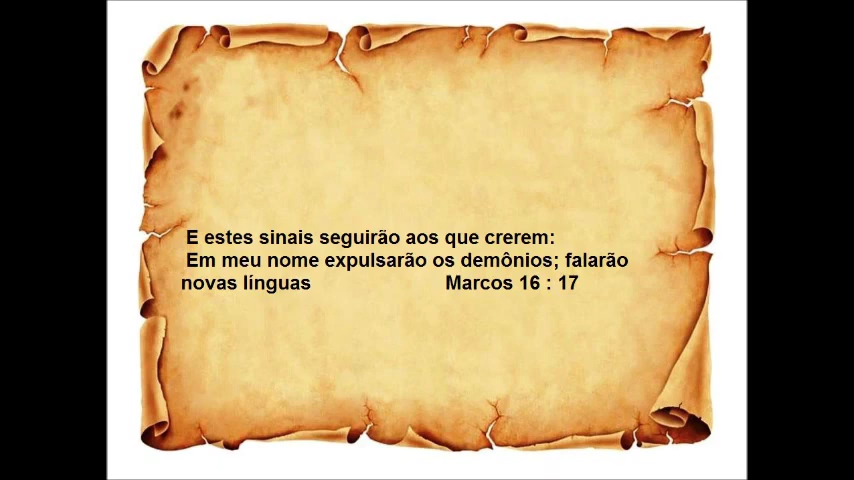 E estes sinais seguirão aos que crerem:
Em meu nome expulsarão os demônios; falarão
novas línguas Marcos 16 : 17